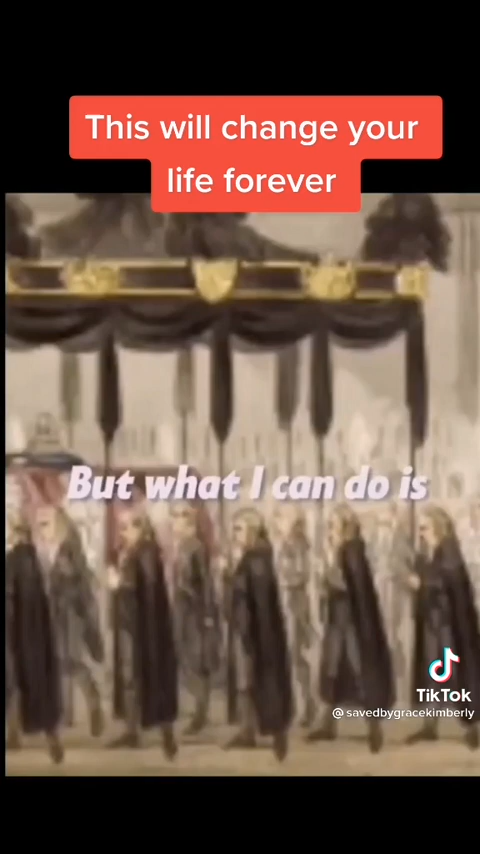 This will change your
life forever
But what I can do is
TikTok
@savedbygracekimberly